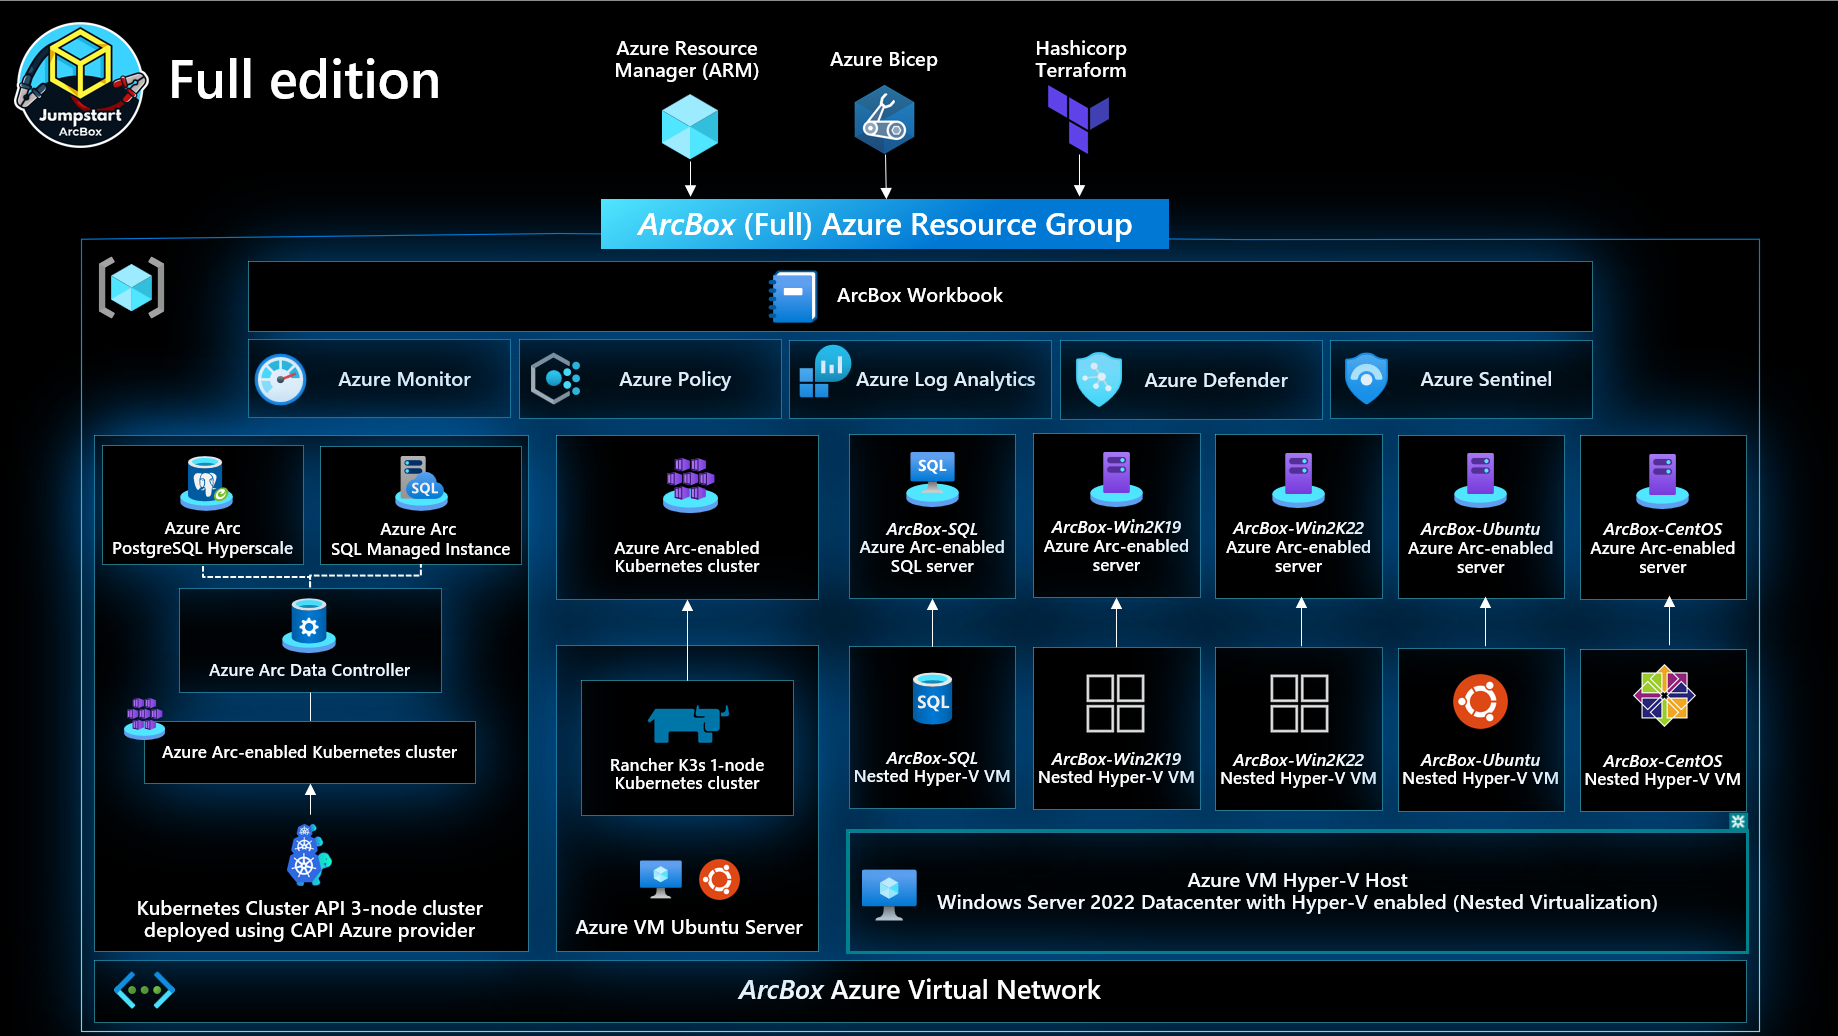 Jumpstart
ArcBox
Full edition
Azure Resource
Manager (ARM)
Azure Bicep
Hashicorp
Terraform
ArcBox (Full) Azure Resource Group
ArcBox Workbook
Azure Monitor
Azure Policy
Azure Log Analytics
Azure Defender
Azure Sentinel
Azure Arc
PostgreSQL Hyperscale
SQL
Azure Arc
SQL Managed Instance
Azure Arc Data Controller
Azure Arc-enabled Kubernetes cluster
Kubernetes Cluster API 3-node cluster
deployed using CAPI Azure provider
Azure Arc-enabled
Kubernetes cluster
Rancher K3s 1-node
Kubernetes cluster
Azure VM Ubuntu Server
SQL
ArcBox-SQL
Azure Arc-enabled
SQL server
ArcBox-Win2K19
Azure Arc-enabled
server
ArcBox-Win2K22
Azure Arc-enabled
server
ArcBox-Ubuntu
Azure Arc-enabled
server
ArcBox-CentOS
Azure Arc-enabled
server
SQL
ArcBox-SQL
Nested Hyper-V VM
ArcBox-Win2K19
Nested Hyper-V VM
ArcBox-Win2K22
Nested Hyper-V VM
ArcBox-Ubuntu
Nested Hyper-V VM
ArcBox-CentOS
Nested Hyper-V VM
Azure VM Hyper-V Host
Windows Server 2022 Datacenter with Hyper-V enabled (Nested Virtualization)
ArcBox Azure Virtual Network